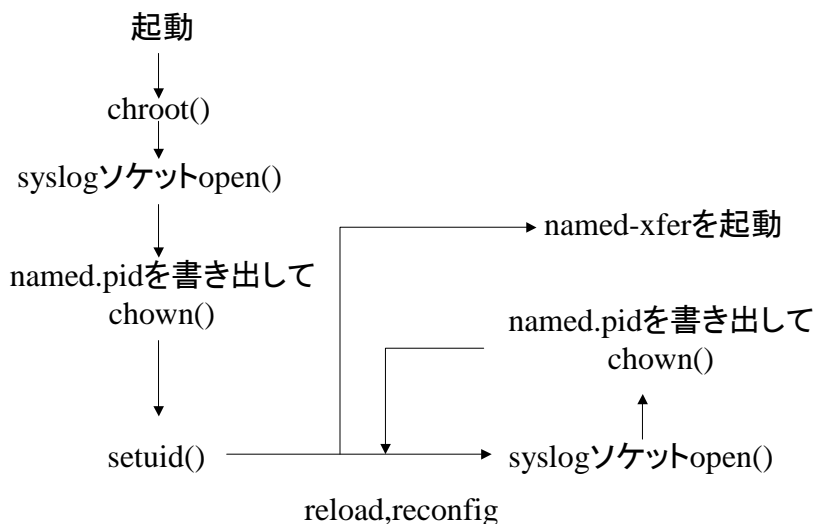 起動
chroot()
syslogソケットopen()
named.pidを書き出して
chown()
setuid()
named-xferを起動
named.pidを書き出して
chown()
syslogソケットopen()
reload,reconfig